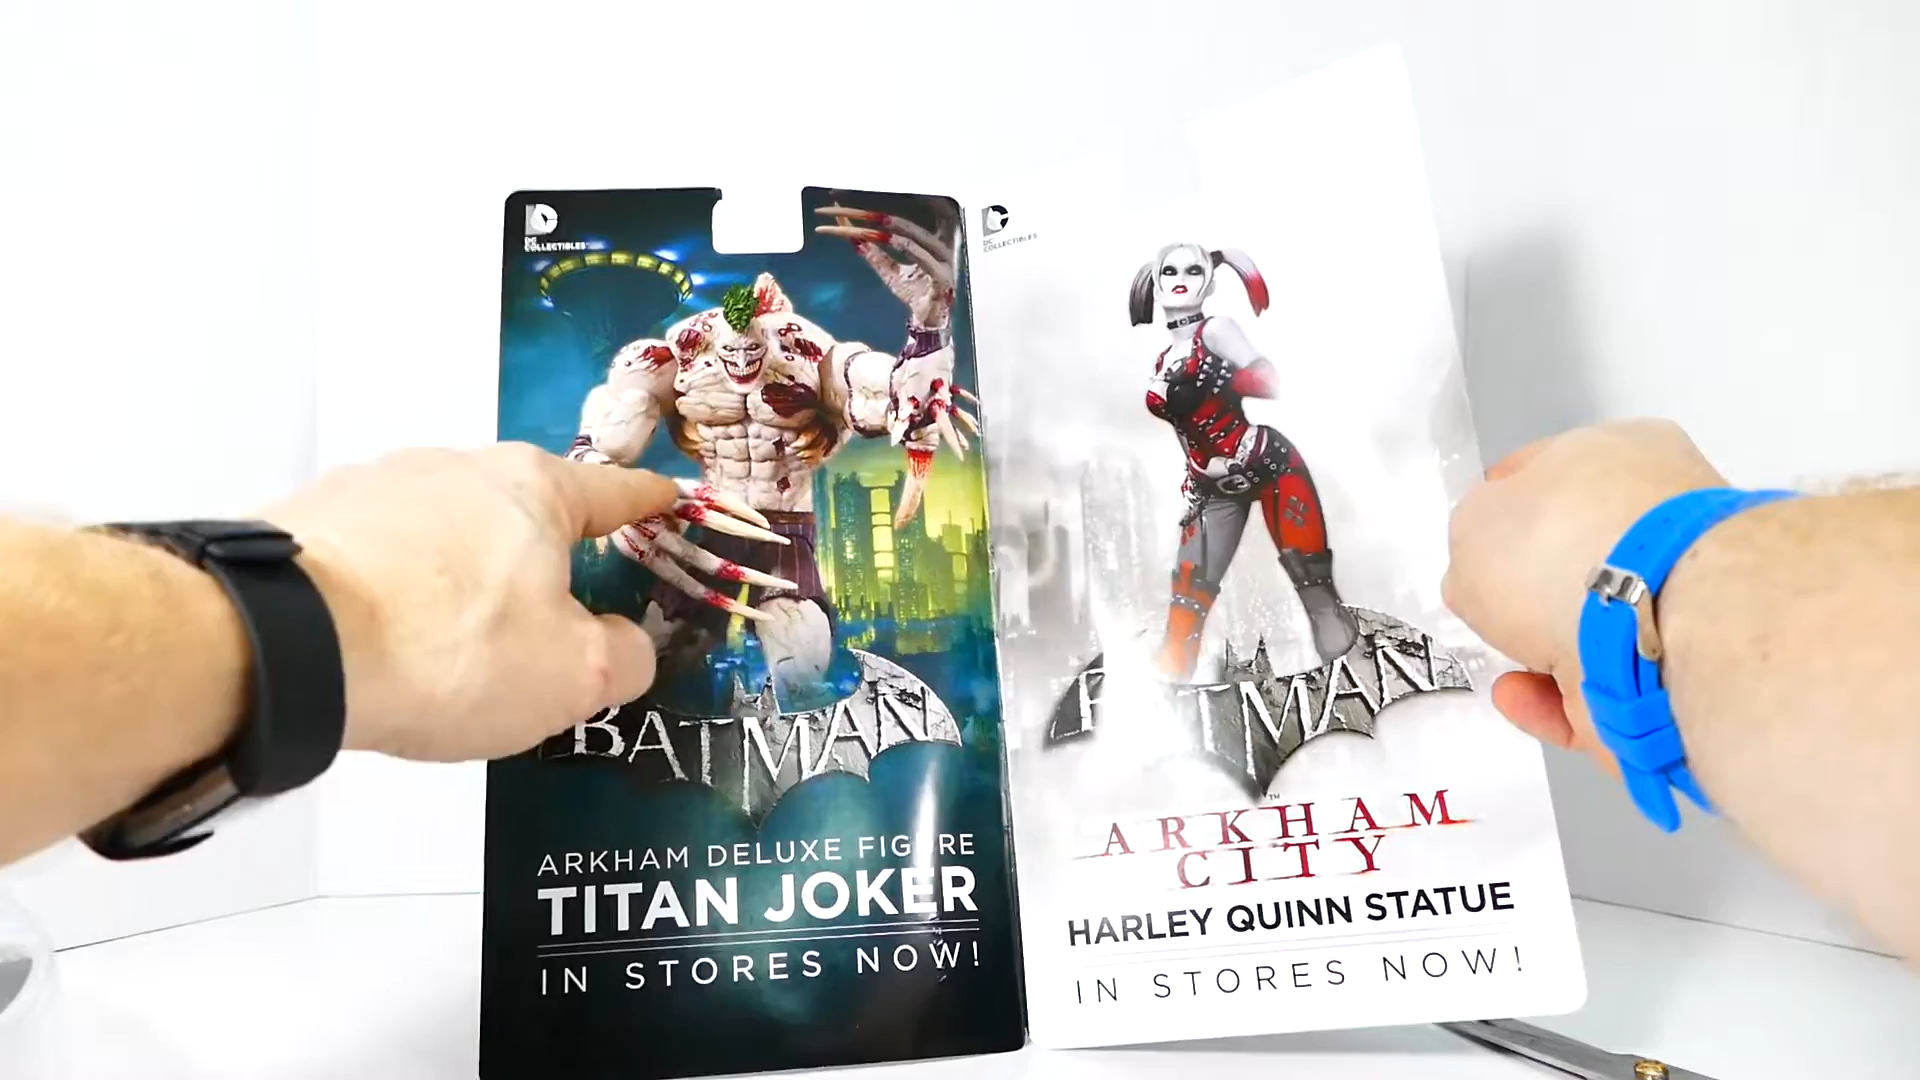 DC
COLLECTIBLES
BATMAN
ARKHAM DELUXE FIGURE
TITAN JOKER
IN STORES NOW!
DC
COLLECTIBLES
BATMAN
™
ARKHAM
CITY
HARLEY QUINN STATUE
IN STORES NOW!